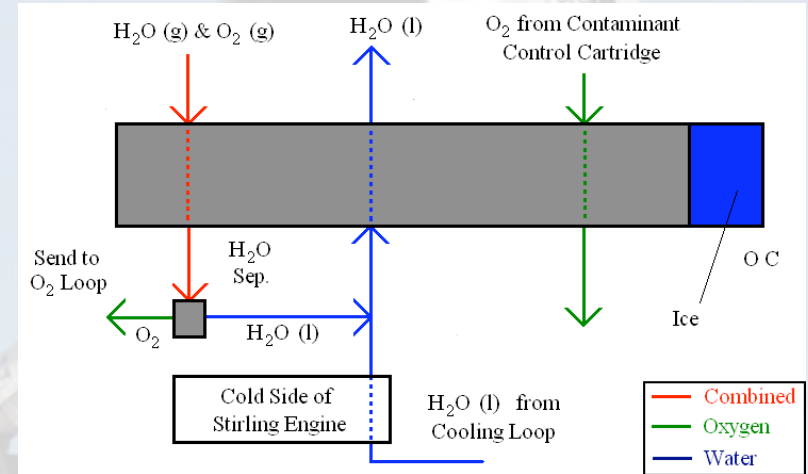 H₂O (g) & O₂ (g)
H₂O (l)
O₂ from Contaminant
Control Cartridge
Send to
O₂ Loop
H₂O
Sep.
O C
Ice
O₂
H₂O (l)
Cold Side of
Stirling Engine
H₂O (l) from
Cooling Loop
Combined
Oxygen
Water